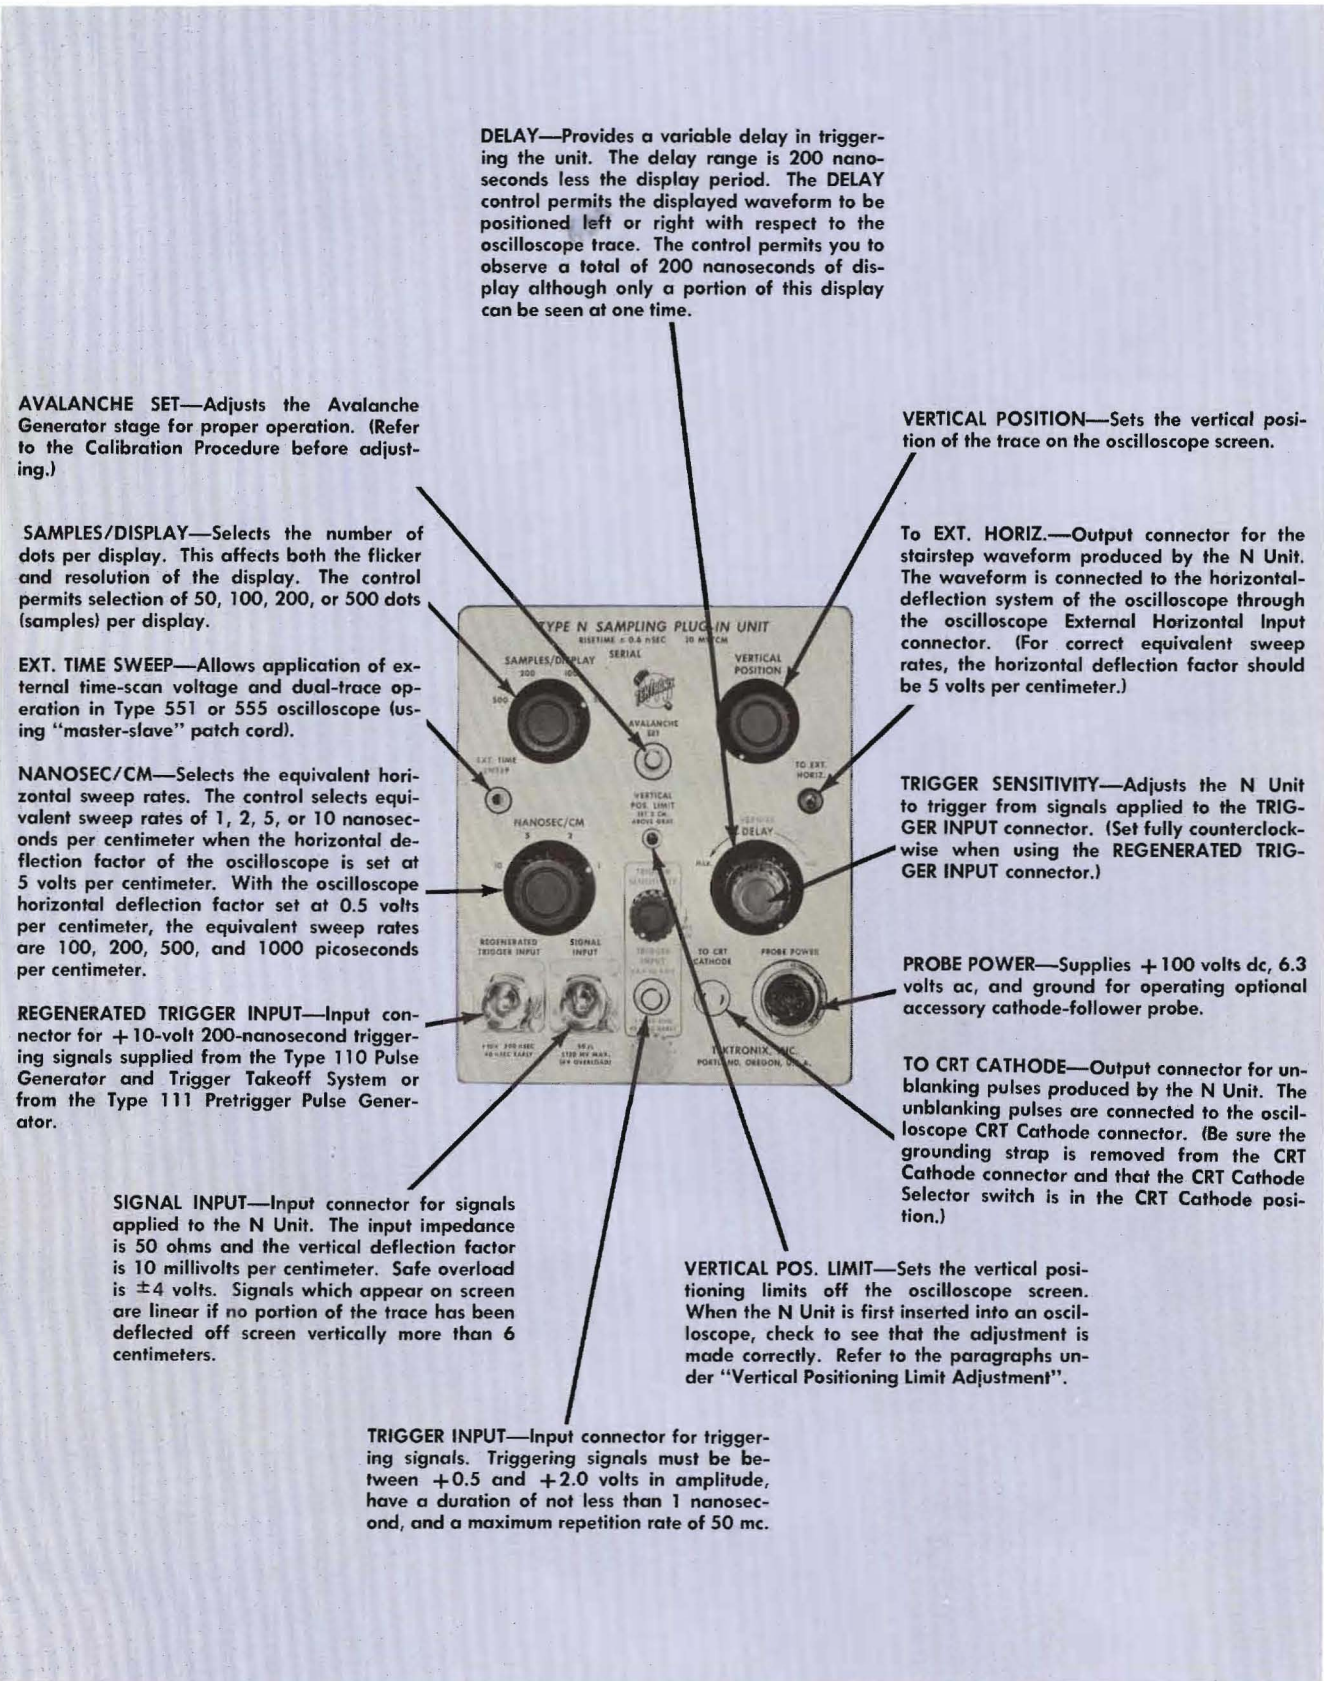 DELAY—Provides a variable delay in trigger-
ing the unit. The delay range is 200 nano-
seconds less the display period. The DELAY
control permits the displayed waveform to be
positioned left or right with respect to the
oscilloscope trace. The control permits you to
observe a total of 200 nanoseconds of dis-
play although only a portion of this display
can be seen at one time.
AVALANCHE SET—Adjusts the Avalanche
Generator stage for proper operation. (Refer
to the Calibration Procedure before adjust-
ing.)
SAMPLES/DISPLAY—Selects the number of
dots per display. This affects both the flicker
and resolution of the display. The control
permits selection of 50, 100, 200, or 500 dots
(samples) per display.
EXT. TIME SWEEP—Allows application of ex-
ternal time-scan voltage and dual-trace op-
eration in Type 551 or 555 oscilloscope (us-
ing "master-slave" patch cord).
NANOSEC/CM—Selects the equivalent hori-
zontal sweep rates. The control selects equi-
valent sweep rates of 1, 2, 5, or 10 nanosec-
onds per centimeter when the horizontal de-
flection factor of the oscilloscope is set at
5 volts per centimeter. With the oscilloscope
horizontal deflection factor set at 0.5 volts
per centimeter, the equivalent sweep rates
are 100, 200, 500, and 1000 picoseconds
per centimeter.
REGENERATED TRIGGER INPUT—Input con-
nector for +10-volt 200-nanosecond trigger-
ing signals supplied from the Type 110 Pulse
Generator and Trigger Takeoff System or
from the Type 111 Pretrigger Pulse Gener-
ator.
SIGNAL INPUT—Input connector for signals
applied to the N Unit. The input impedance
is 50 ohms and the vertical deflection factor
is 10 millivolts per centimeter. Safe overload
is ±4 volts. Signals which appear on screen
are linear if no portion of the trace has been
deflected off screen vertically more than 6
centimeters.
TRIGGER INPUT—Input connector for trigger-
ing signals. Triggering signals must be be-
tween +0.5 and +2.0 volts in amplitude,
have a duration of not less than 1 nanosec-
ond, and a maximum repetition rate of 50 mc.
TYPE N SAMPLING PLUG-IN UNIT
RISETIME ≈ 0.6 nSEC 10 MV/CM
SERIAL
SAMPLES/DISPLAY
VERTICAL
POSITION
500
AVALANCHE
SET
EXT. TIME
SWEEP
TO EXT.
HORIZ.
VERTICAL
POS. LIMIT
NANOSEC/CM
5 2
10 1
DELAY
MAX.
REGENERATED
TRIGGER INPUT
SIGNAL
INPUT
TRIGGER
INPUT
TO CRT
CATHODE
PROBE POWER
TEKTRONIX, INC.
PORTLAND, OREGON, U.S.A.
VERTICAL POSITION—Sets the vertical posi-
tion of the trace on the oscilloscope screen.
To EXT. HORIZ.—Output connector for the
stairstep waveform produced by the N Unit.
The waveform is connected to the horizontal-
deflection system of the oscilloscope through
the oscilloscope External Horizontal Input
connector. (For correct equivalent sweep
rates, the horizontal deflection factor should
be 5 volts per centimeter.)
TRIGGER SENSITIVITY—Adjusts the N Unit
to trigger from signals applied to the TRIG-
GER INPUT connector. (Set fully counterclock-
wise when using the REGENERATED TRIG-
GER INPUT connector.)
PROBE POWER—Supplies +100 volts dc, 6.3
volts ac, and ground for operating optional
accessory cathode-follower probe.
TO CRT CATHODE—Output connector for un-
blanking pulses produced by the N Unit. The
unblanking pulses are connected to the oscil-
loscope CRT Cathode connector. (Be sure the
grounding strap is removed from the CRT
Cathode connector and that the CRT Cathode
Selector switch is in the CRT Cathode posi-
tion.)
VERTICAL POS. LIMIT—Sets the vertical posi-
tioning limits off the oscilloscope screen.
When the N Unit is first inserted into an oscil-
loscope, check to see that the adjustment is
made correctly. Refer to the paragraphs un-
der "Vertical Positioning Limit Adjustment".